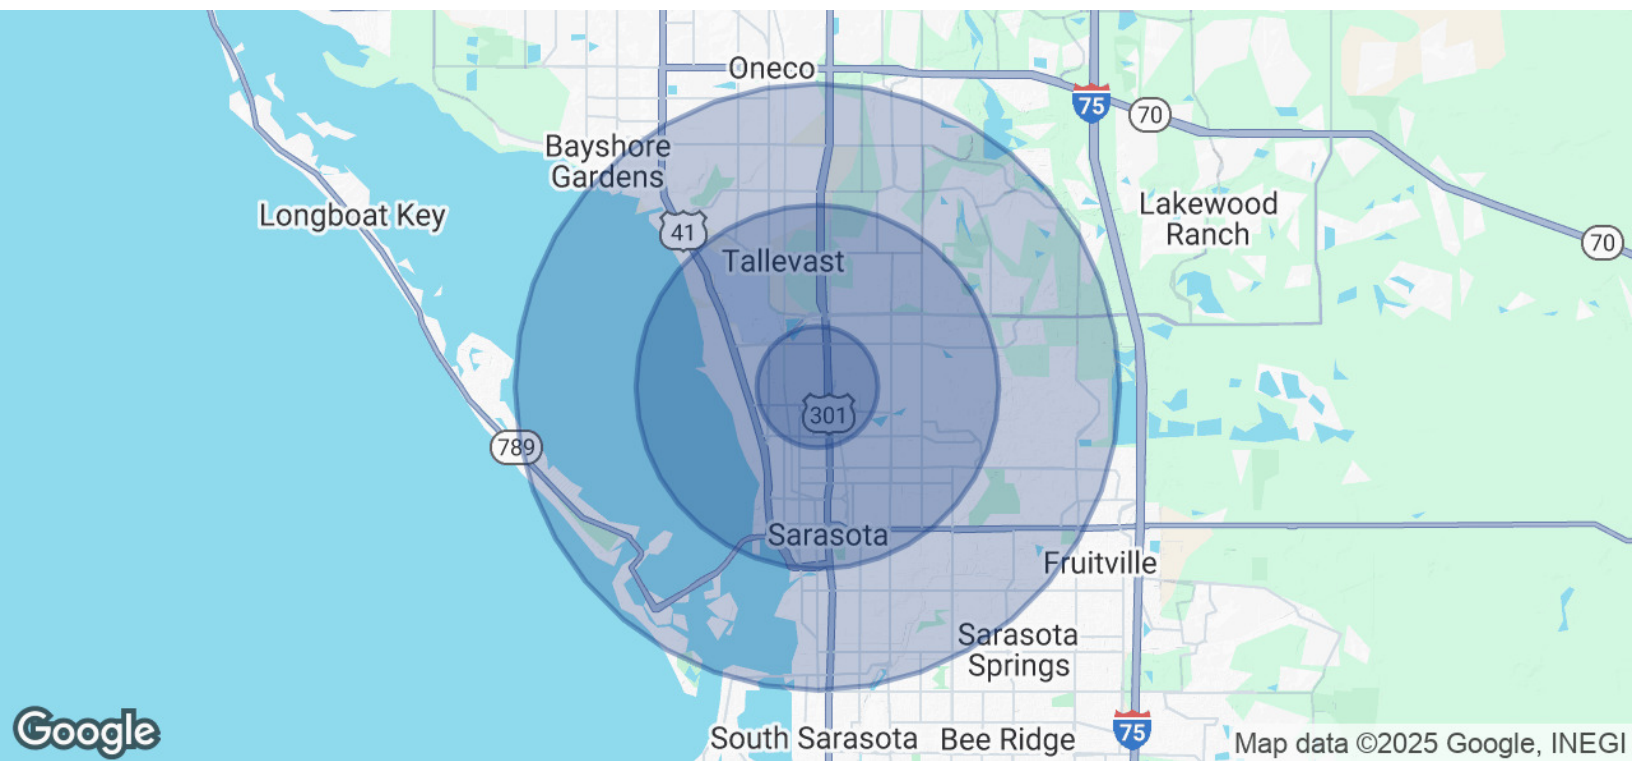 Oneco
75
70
Bayshore
Gardens
Longboat Key
Lakewood
Ranch
41
70
Tallevast
301
789
Sarasota
Fruitville
Sarasota
Springs
Google
South Sarasota
Bee Ridge
75
Map data ©2025 Google, INEGI